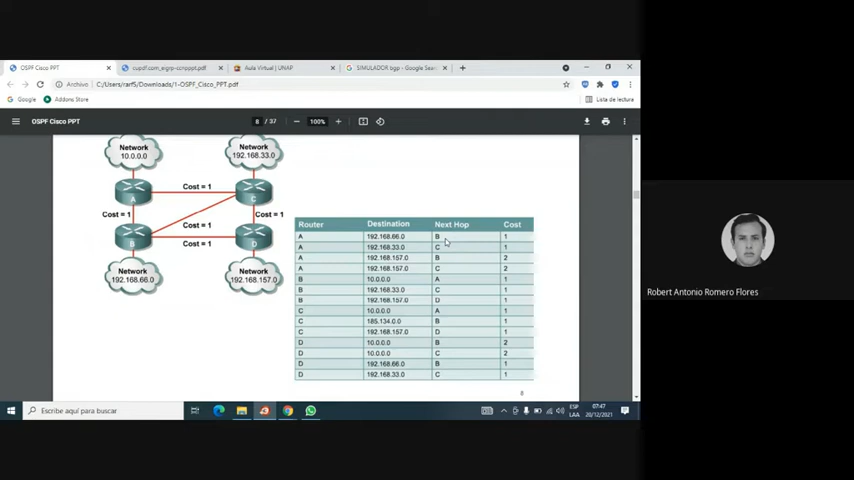 OSPF Cisco PPT
cupdf.com_eigrp-ccnpppt.pdf
Aula Virtual | UNAP
SIMULADOR bgp - Google Sea
Archivo
C:/Users/rarf5/Downloads/1-OSPF_Cisco_PPT.pdf
Google
Addons Store
Lista de lectura
OSPF Cisco PPT
8 / 37
100%
Network
10.0.0.0
Network
192.168.33.0
Cost = 1
A
C
Cost = 1
Cost = 1
Cost = 1
B
D
Cost = 1
Network
192.168.66.0
Network
192.168.157.0
Router Destination Next Hop Cost
A 192.168.66.0 B 1
A 192.168.33.0 C 1
A 192.168.157.0 B 2
A 192.168.157.0 C 2
B 10.0.0.0 A 1
B 192.168.33.0 C 1
B 192.168.157.0 D 1
C 10.0.0.0 A 1
C 185.134.0.0 B 1
C 192.168.157.0 D 1
D 10.0.0.0 B 2
D 10.0.0.0 C 2
D 192.168.66.0 B 1
D 192.168.33.0 C 1
8
Robert Antonio Romero Flores
Escribe aquí para buscar
ESP
LAA
07:47
20/12/2021